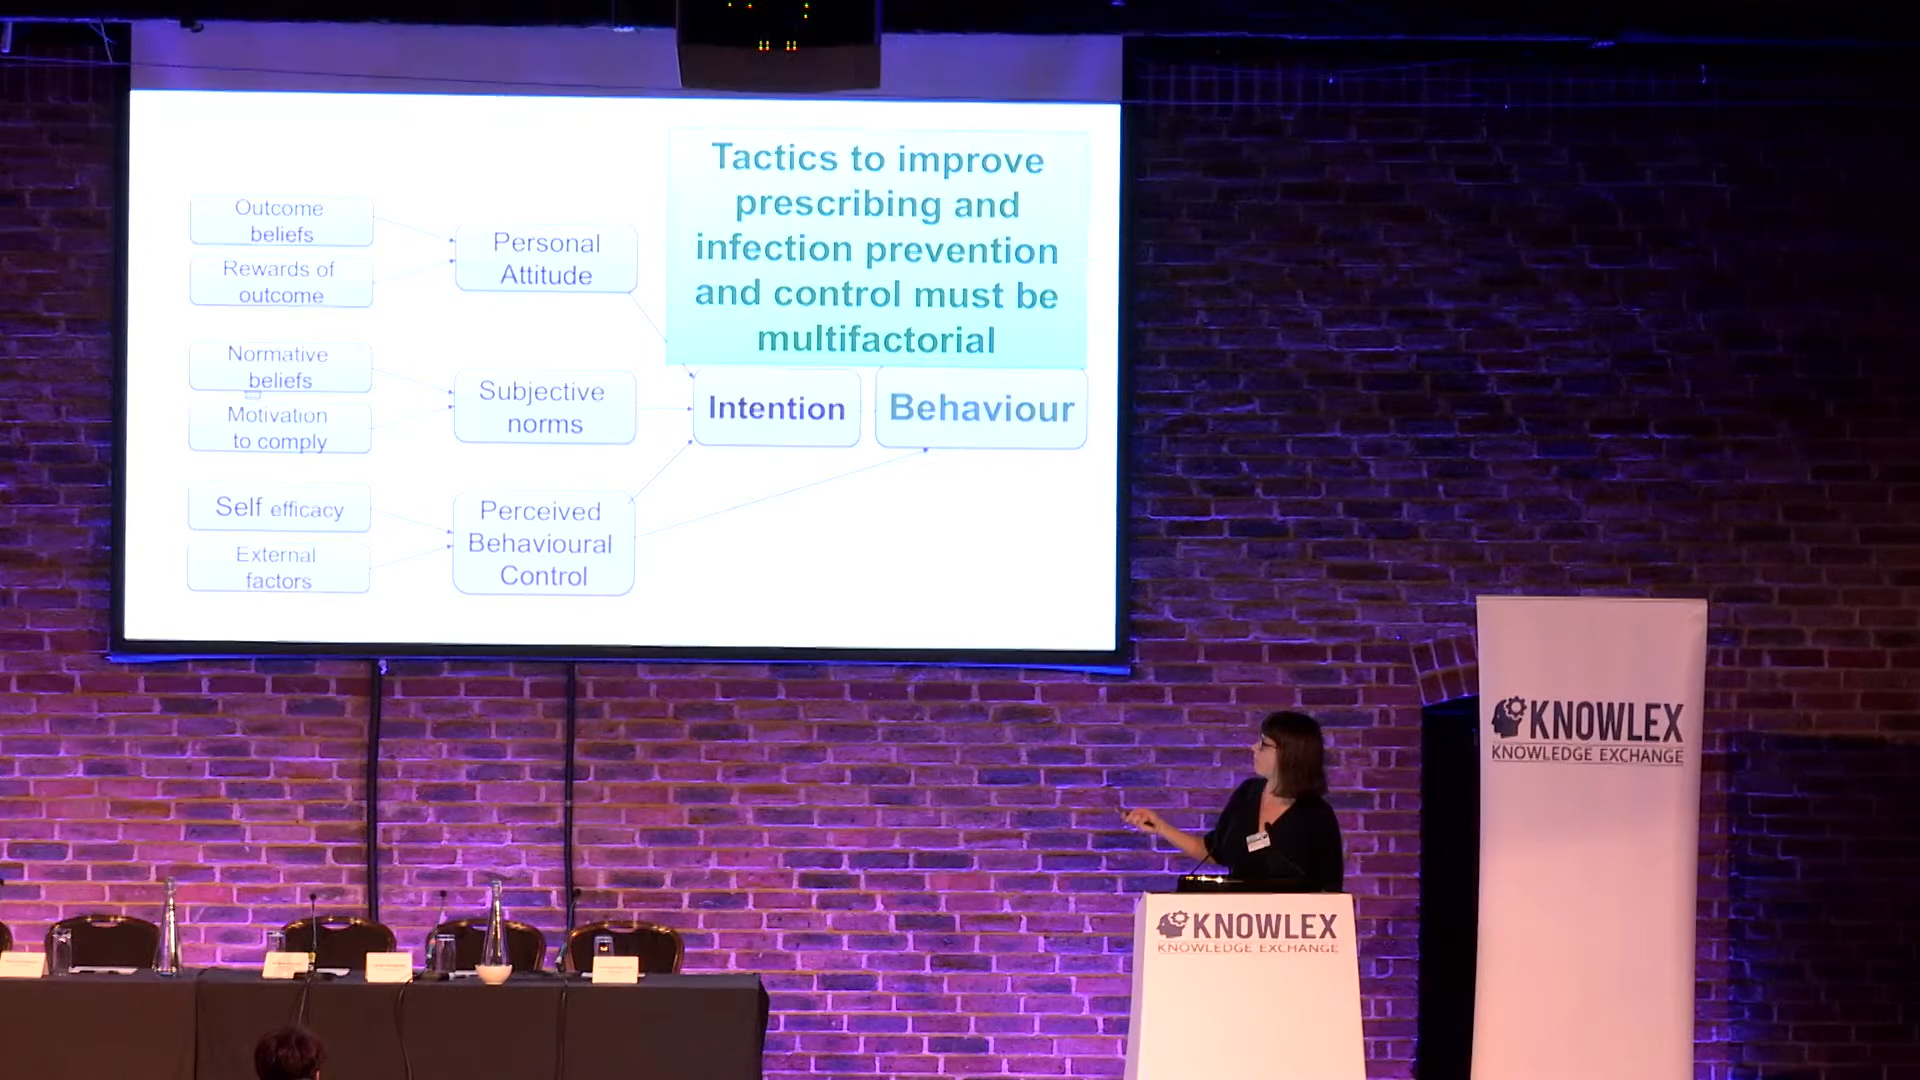 Tactics to improve
prescribing and
infection prevention
and control must be
multifactorial
Outcome
beliefs
Rewards of
outcome
Personal
Attitude
Normative
beliefs
Motivation
to comply
Subjective
norms
Intention
Behaviour
Self efficacy
External
factors
Perceived
Behavioural
Control
KNOWLEX
KNOWLEDGE EXCHANGE
KNOWLEX
KNOWLEDGE EXCHANGE